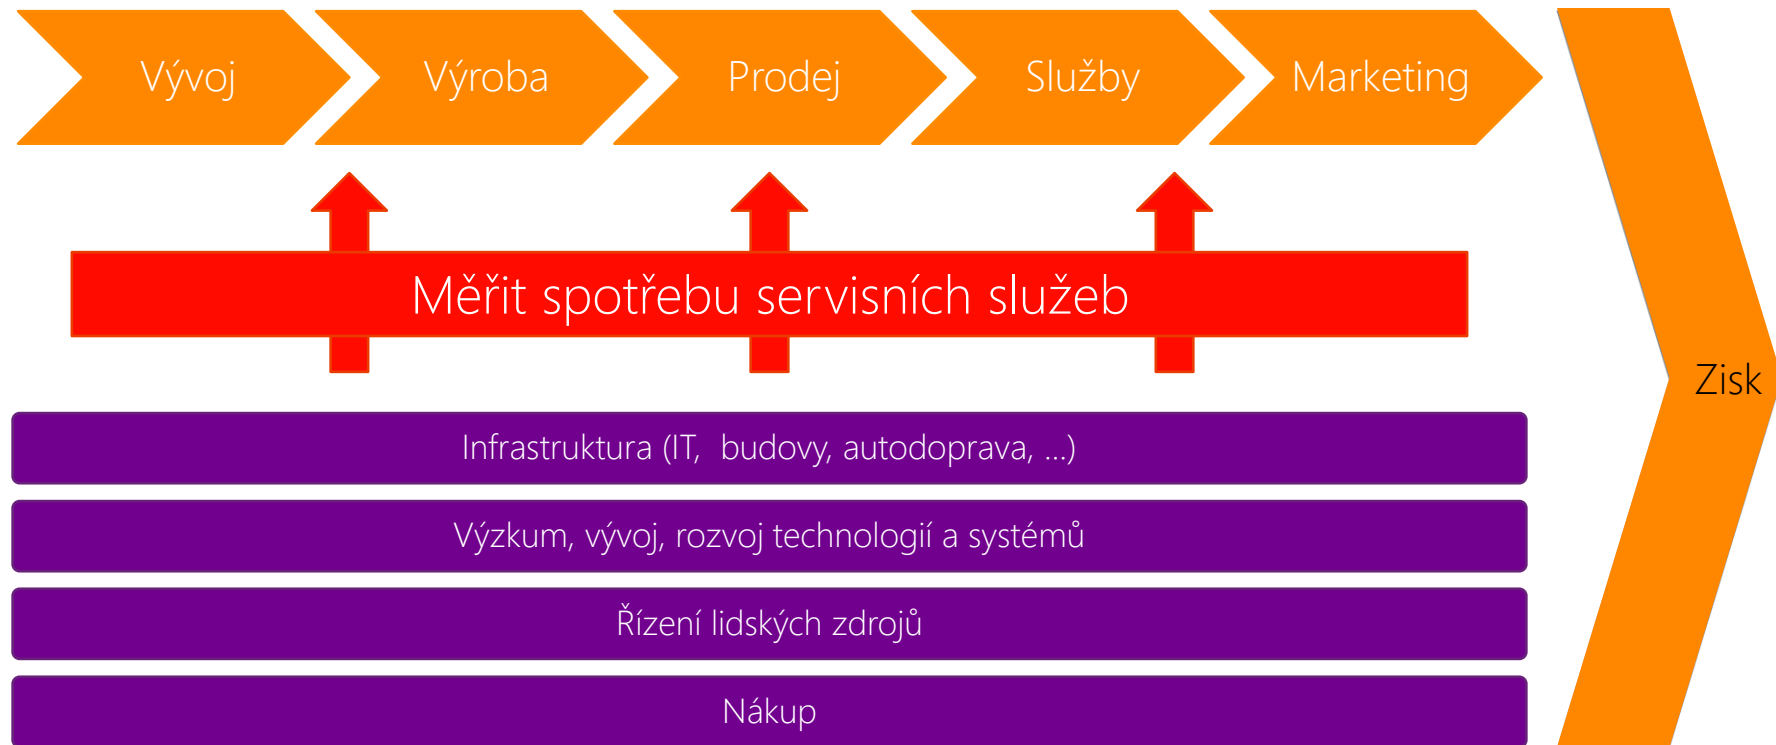 Vývoj
Výroba
Prodej
Služby
Marketing
Měřit spotřebu servisních služeb
Zisk
Infrastruktura (IT,  budovy, autodoprava, ...)
Výzkum, vývoj, rozvoj technologií a systémů
Řízení lidských zdrojů
Nákup